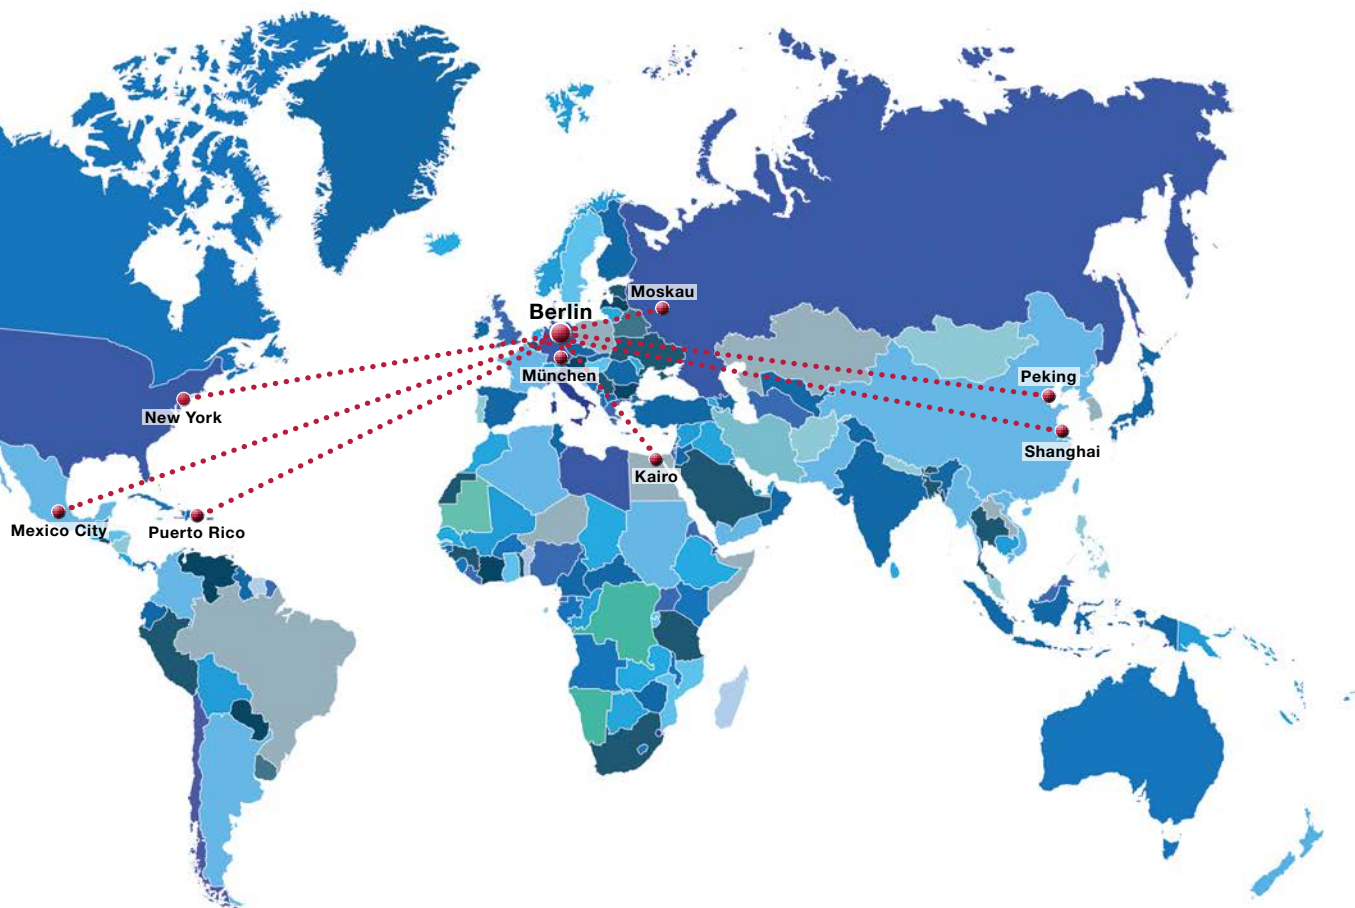 Moskau
Berlin
München
Peking
New York
Shanghai
Kairo
Mexico City
Puerto Rico